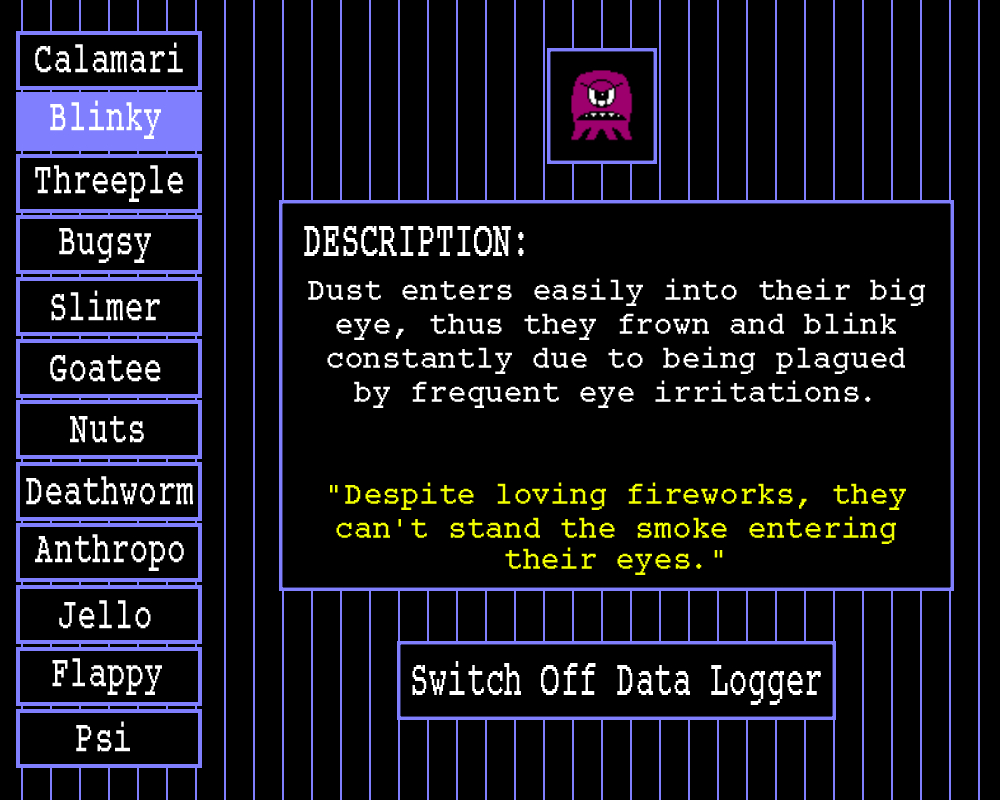 Calamari
Blinky
Threeple
Bugsy
Slimer
Goatee
Nuts
Deathworm
Anthropo
Jello
Flappy
Psi
DESCRIPTION:
Dust enters easily into their big
eye, thus they frown and blink
constantly due to being plagued
by frequent eye irritations.
"Despite loving fireworks, they
can't stand the smoke entering
their eyes."
Switch Off Data Logger